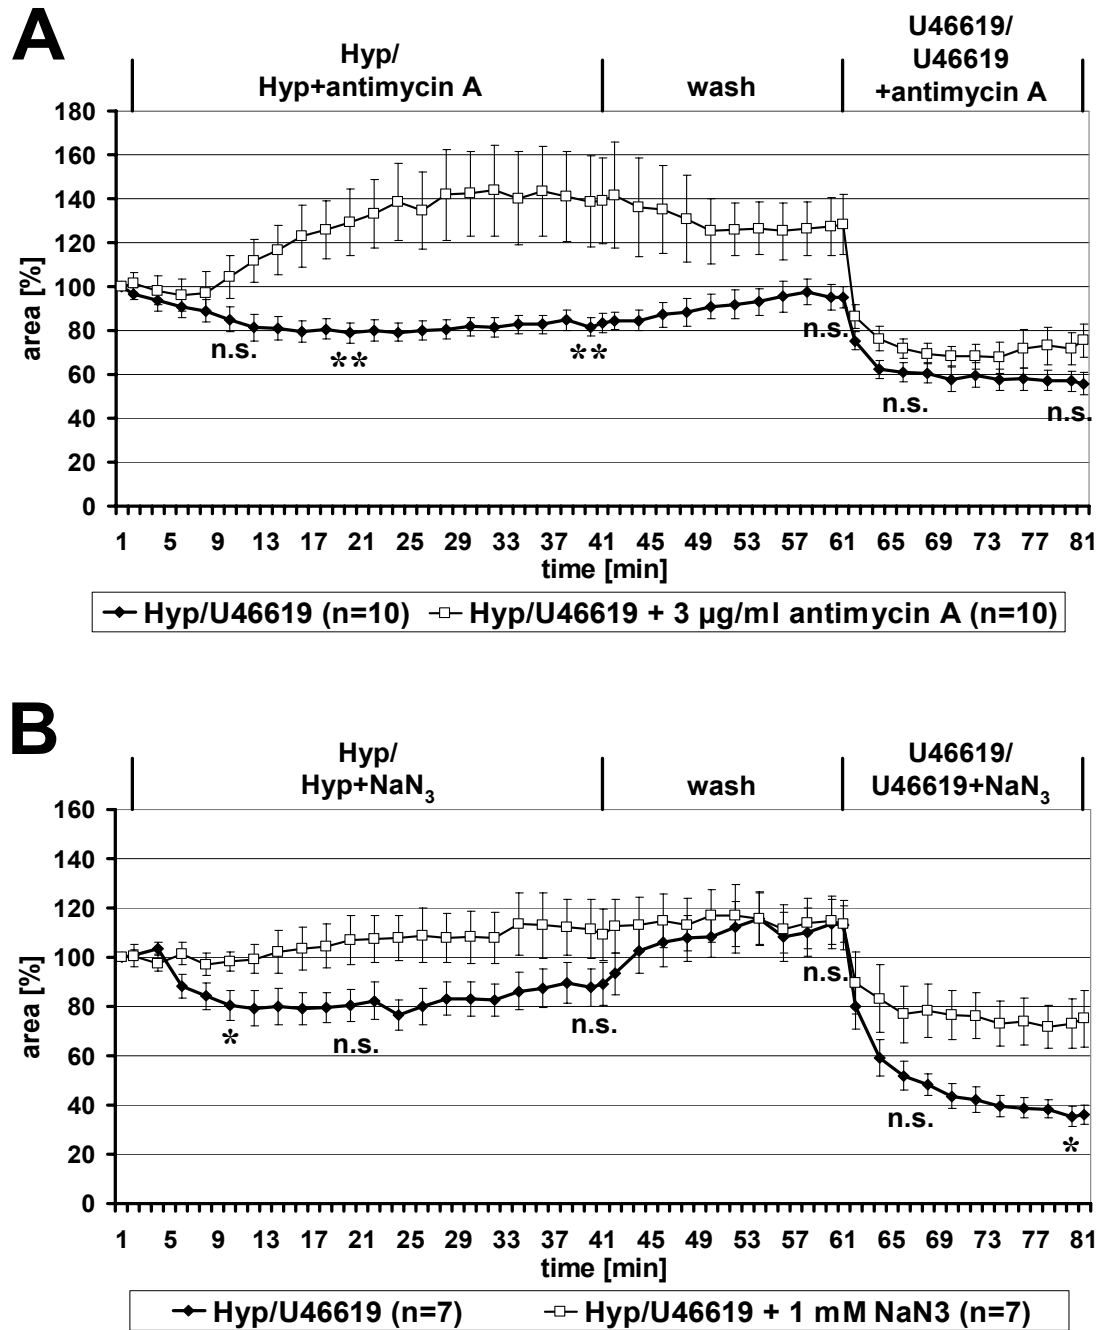 A
Hyp/
Hyp+antimycin A
wash
U46619/
U46619
+antimycin A
180
160
140
120
100
80
60
40
20
0
area [%]
n.s.
**
**
n.s.
n.s.
n.s.
1 5 9 13 17 21 25 29 33 37 41 45 49 53 57 61 65 69 73 77 81
time [min]
Hyp/U46619 (n=10) Hyp/U46619 + 3 µg/ml antimycin A (n=10)
B
Hyp/
Hyp+NaN₃
wash
U46619/
U46619+NaN₃
160
140
120
100
80
60
40
20
0
area [%]
*
n.s.
n.s.
n.s.
n.s.
*
1 5 9 13 17 21 25 29 33 37 41 45 49 53 57 61 65 69 73 77 81
time [min]
Hyp/U46619 (n=7) Hyp/U46619 + 1 mM NaN3 (n=7)